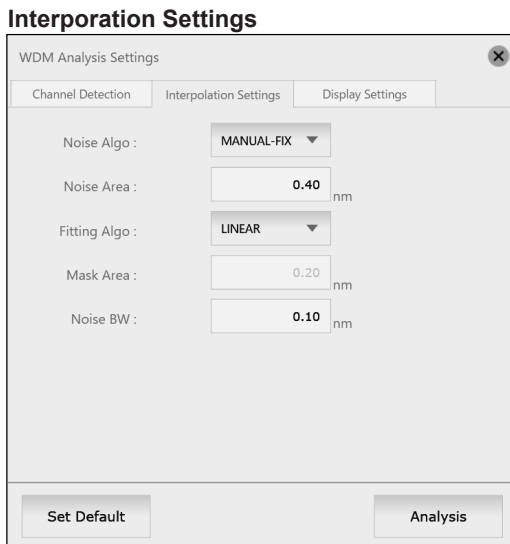 Interporation Settings
WDM Analysis Settings
Channel Detection Interpolation Settings Display Settings
Noise Algo : MANUAL-FIX
Noise Area : 0.40 nm
Fitting Algo : LINEAR
Mask Area : 0.20 nm
Noise BW : 0.10 nm
Set Default Analysis